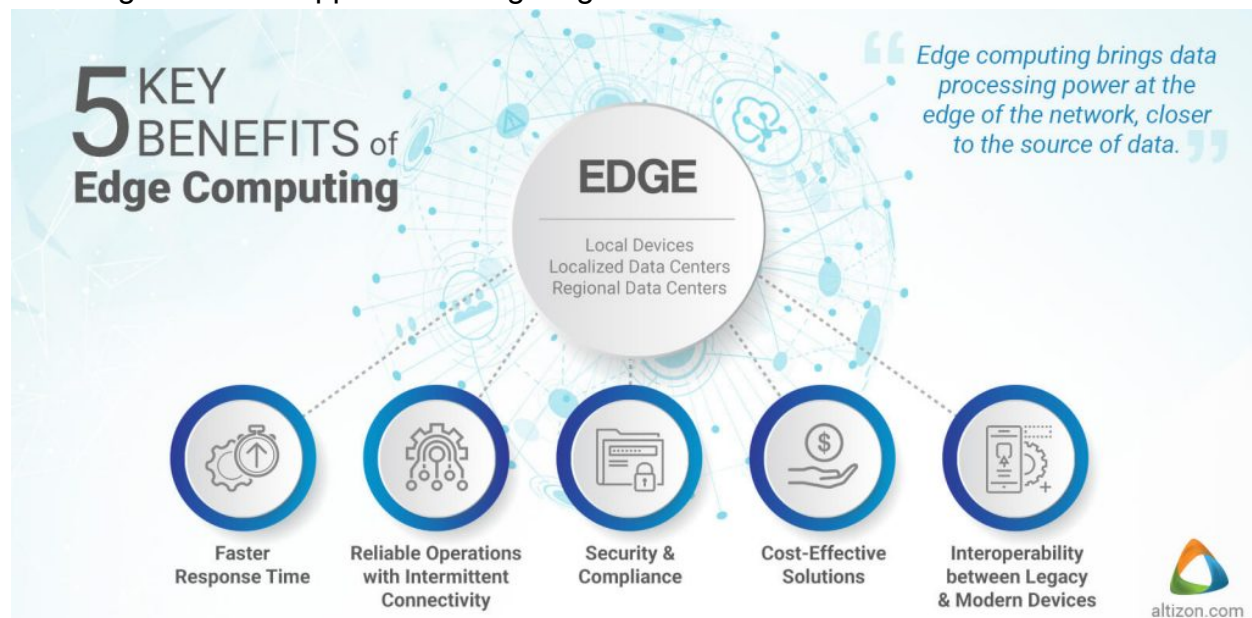 5 KEY
BENEFITS of
Edge Computing
“ Edge computing brings data
processing power at the
edge of the network, closer
to the source of data. ”
EDGE
Local Devices
Localized Data Centers
Regional Data Centers
$
Faster
Response Time
Reliable Operations
with Intermittent
Connectivity
Security &
Compliance
Cost-Effective
Solutions
Interoperability
between Legacy
& Modern Devices
altizon.com